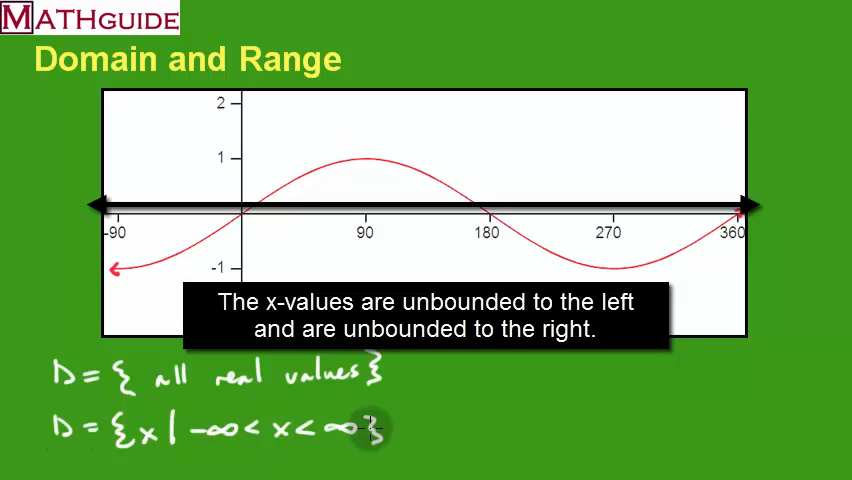 MATHGUIDE
Domain and Range
2
1
-90 90 180 270 360
-1
The x-values are unbounded to the left
and are unbounded to the right.
D = { all real values }
D = { x | -∞ < x < ∞ }